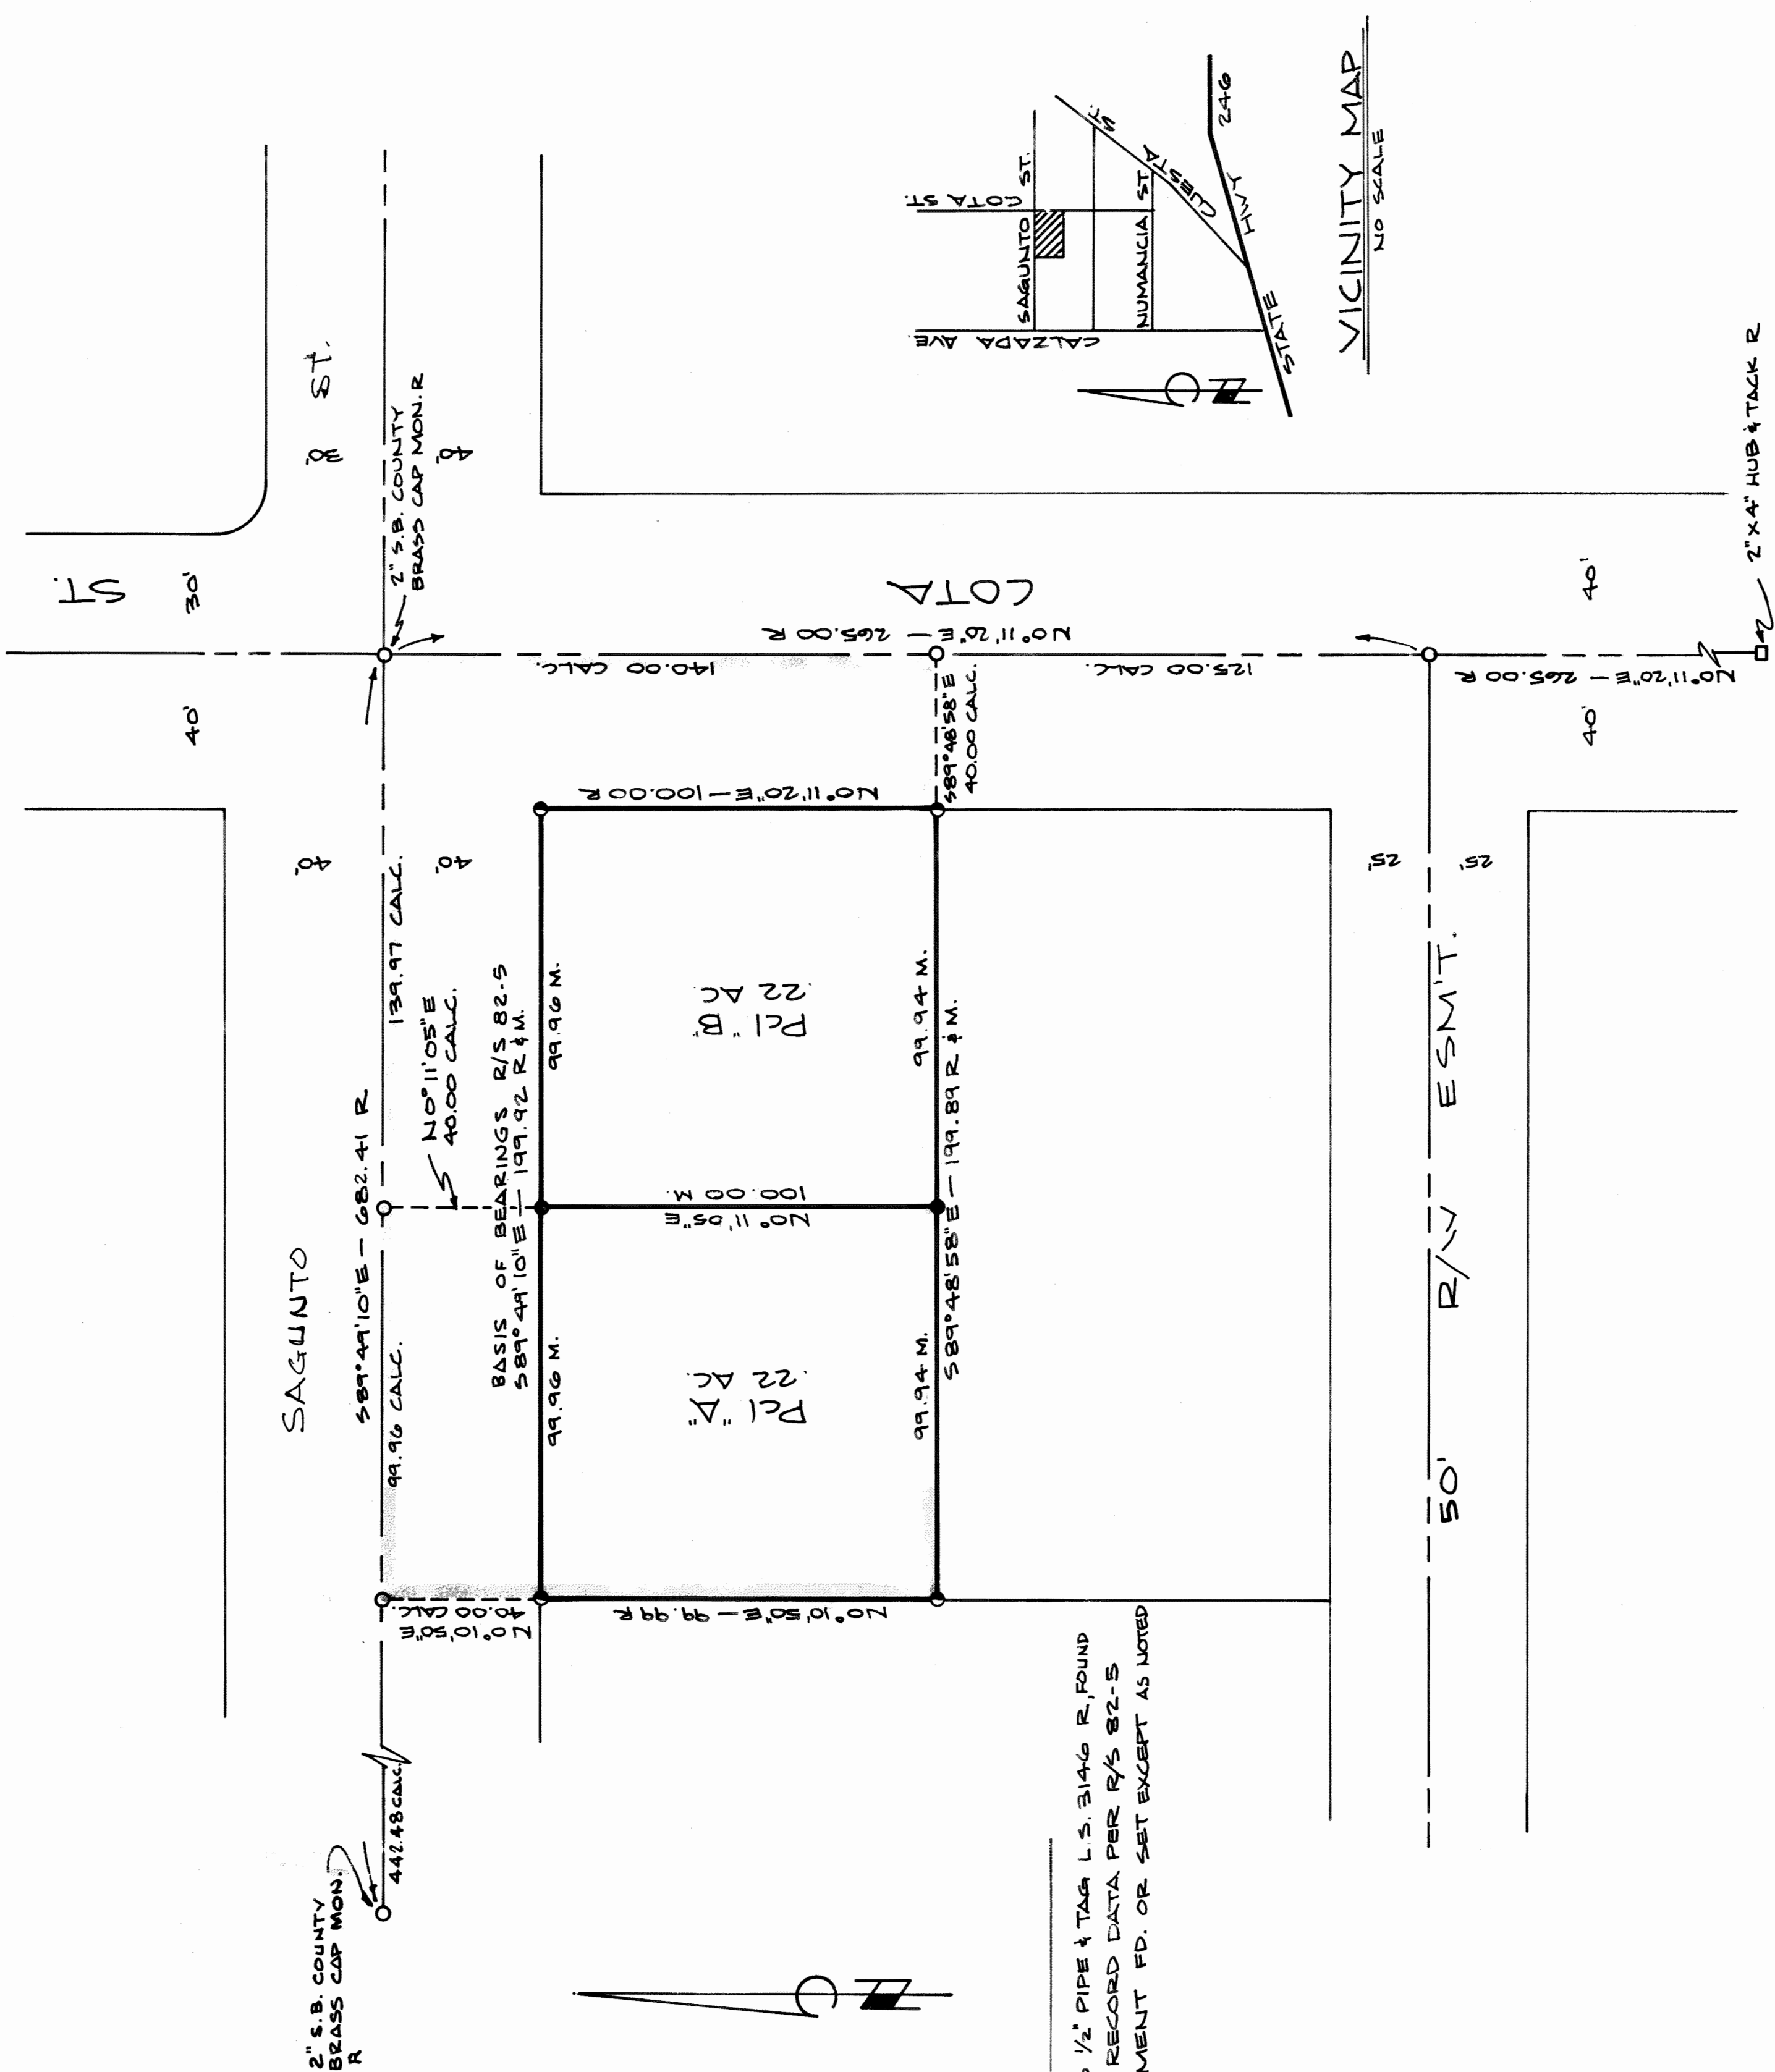 VICINITY MAP
NO SCALE
COTA ST.
SAGUNTO ST.
NUMANCIA ST
CUESTA ST.
CALZADA AVE.
STATE HWY 246
N
ST.
30'
40'
2" S.B. COUNTY
BRASS CAP MON. R
ST.
30'
40'
COTA
N0°11'20"E — 265.00 R
140.00 CALC.
125.00 CALC.
N0°11'20"E — 265.00 R
40'
40'
2" X 4" HUB & TACK R
S89°48'58"E
40.00 CALC.
SAGUNTO
S89°49'10"E — 682.41 R
139.97 CALC.
99.96 CALC.
442.48 CALC.
40'
40'
N0°11'05"E
40.00 CALC.
BASIS OF BEARINGS R/S 82-5
S89°49'10"E — 199.92 R & M.
99.96 M.
99.96 M.
N0°11'20"E — 100.00 R
Pcl "B"
.22 AC.
N0°11'05"E
100.00 M.
Pcl "A"
.22 AC.
99.94 M.
99.94 M.
S89°48'58"E — 199.89 R & M.
N0°10'50"E
40.00 CALC.
N0°10'50"E — 99.99 R
2" S.B. COUNTY
BRASS CAP MON.
R
25'
25'
50' R/W ESM'T.
N
1/2" PIPE & TAG L.S. 3146 R, FOUND
RECORD DATA PER R/S 82-5
MENT FD. OR SET EXCEPT AS NOTED